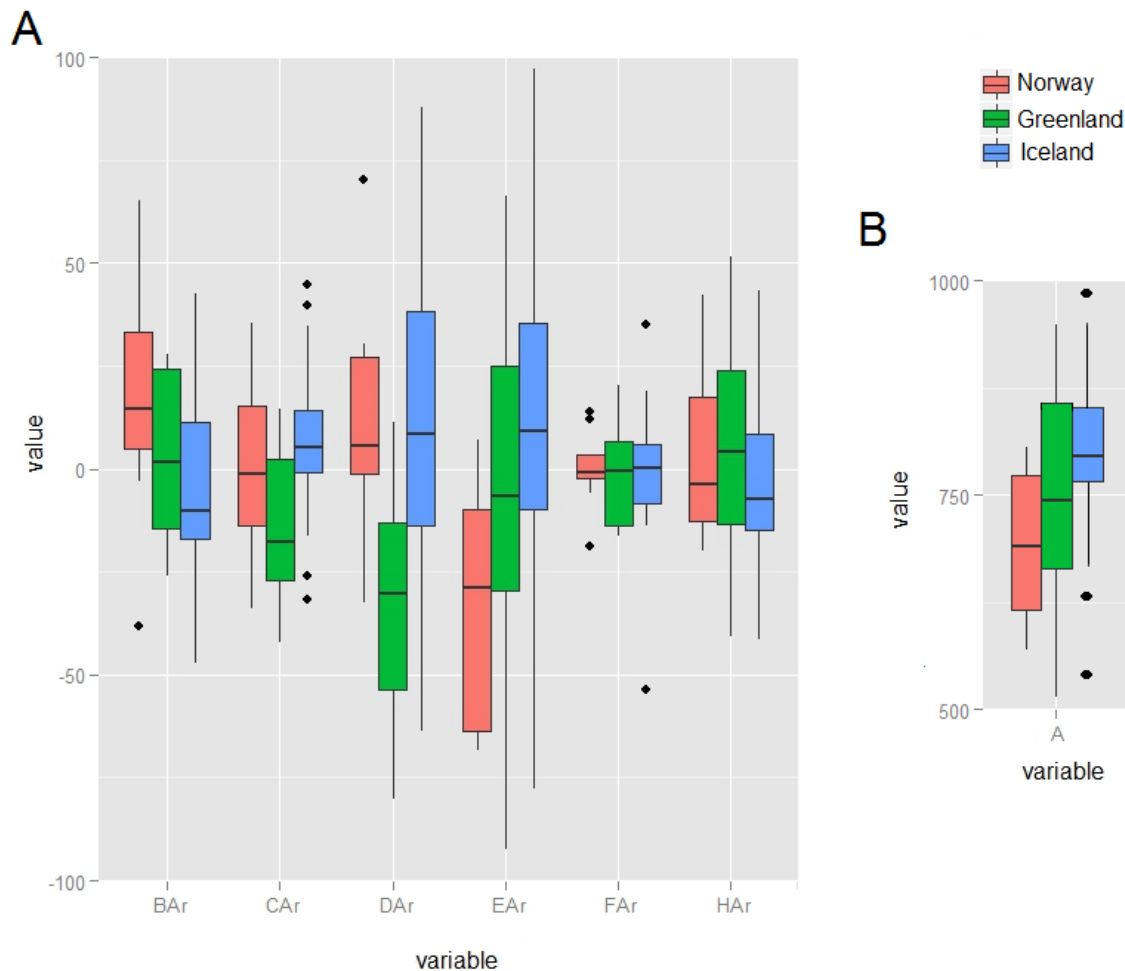 A
100
50
0
-50
-100
value
BAr CAr DAr EAr FAr HAr
variable
Norway
Greenland
Iceland
B
1000
750
500
value
A
variable